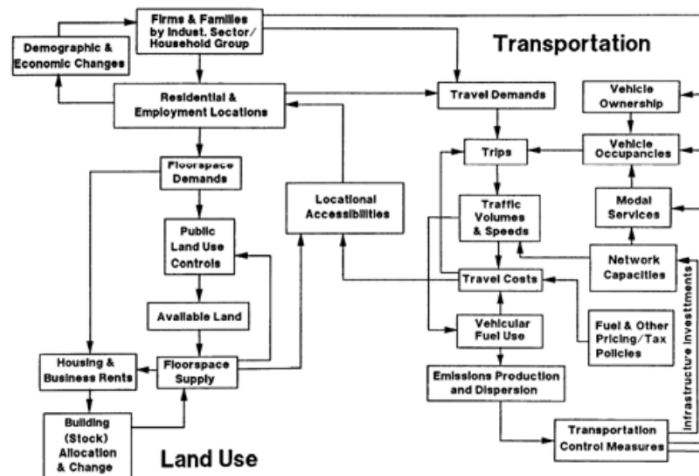 Firms & Families
by Indust. Sector/
Household Group
Demographic &
Economic Changes
Transportation
Residential &
Employment Locations
Travel Demands
Vehicle
Ownership
Trips
Vehicle
Occupancies
Floorspace
Demands
Locational
Accessibilities
Traffic
Volumes
& Speeds
Modal
Services
Public
Land Use
Controls
Network
Capacities
Travel Costs
Available Land
Vehicular
Fuel Use
Fuel & Other
Pricing/Tax
Policies
Infrastructure Investtments
Housing &
Business Rents
Floorspace
Supply
Emissions Production
and Dispersion
Building
(Stock)
Allocation
& Change
Land Use
Transportation
Control Measures